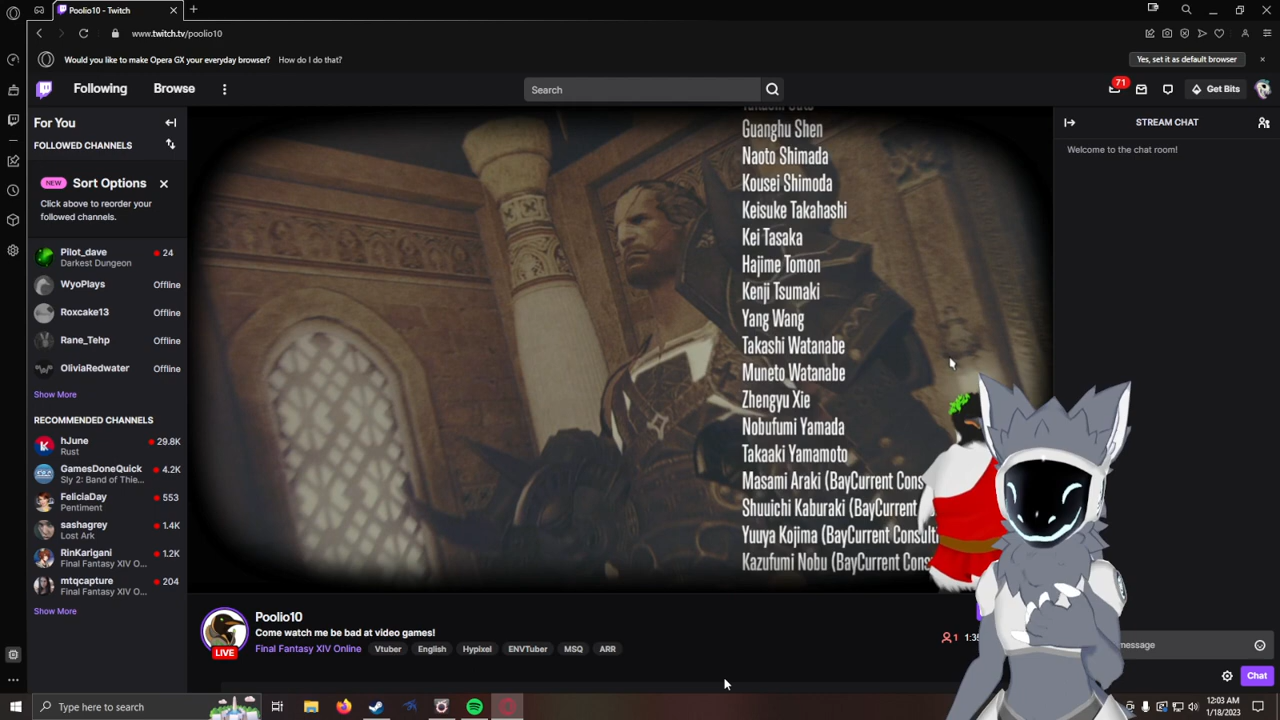 Poolio10 - Twitch
www.twitch.tv/poolio10
Would you like to make Opera GX your everyday browser?
How do I do that?
Yes, set it as default browser
Following
Browse
Search
71
Get Bits
For You
FOLLOWED CHANNELS
NEW
Sort Options
Click above to reorder your
followed channels.
Pilot_dave
24
Darkest Dungeon
WyoPlays
Offline
Roxcake13
Offline
Rane_Tehp
Offline
OliviaRedwater
Offline
Show More
RECOMMENDED CHANNELS
hJune
29.8K
Rust
GamesDoneQuick
4.2K
Sly 2: Band of Thie...
FeliciaDay
553
Pentiment
sashagrey
1.4K
Lost Ark
RinKarigani
1.2K
Final Fantasy XIV O...
mtqcapture
204
Final Fantasy XIV O...
Show More
Guanghu Shen
Naoto Shimada
Kousei Shimoda
Keisuke Takahashi
Kei Tasaka
Hajime Tomon
Kenji Tsumaki
Yang Wang
Takashi Watanabe
Muneto Watanabe
Zhengyu Xie
Nobufumi Yamada
Takaaki Yamamoto
Masami Araki (BayCurrent Cons
Shuuichi Kaburaki (BayCurrent
Yuuya Kojima (BayCurrent Consulti
Kazufumi Nobu (BayCurrent Cons
STREAM CHAT
Welcome to the chat room!
Poolio10
Come watch me be bad at video games!
LIVE
Final Fantasy XIV Online
Vtuber
English
Hypixel
ENVTuber
MSQ
ARR
1
message
Chat
Type here to search
12:03 AM
1/18/2023